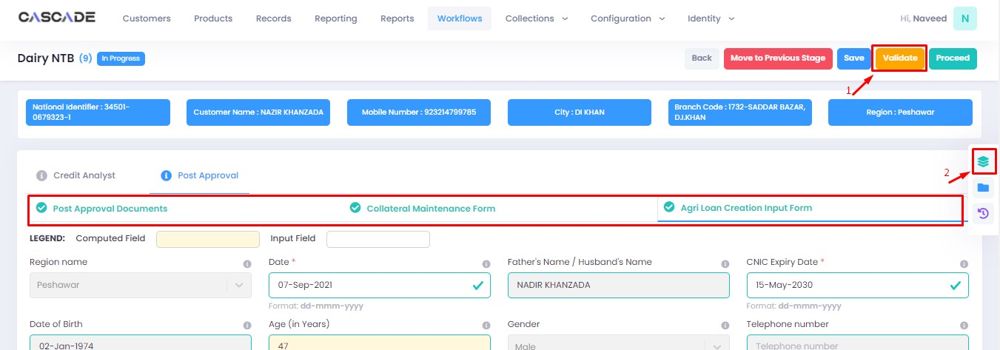 CASCADE Customers Products Records Reporting Reports Workflows Collections Configuration Identity Hi, Naveed N
Dairy NTB (9) In Progress Back Move to Previous Stage Save Validate Proceed
1
National Identifier : 34501-
0679323-1
Customer Name : NAZIR KHANZADA
Mobile Number : 923214799785
City : DI KHAN
Branch Code : 1732-SADDAR BAZAR,
D.I.KHAN
Region : Peshawar
Credit Analyst Post Approval
2
Post Approval Documents Collateral Maintenance Form Agri Loan Creation Input Form
LEGEND: Computed Field Input Field
Region name Date * Father's Name / Husband's Name CNIC Expiry Date *
Peshawar 07-Sep-2021 NADIR KHANZADA 15-May-2030
Format: dd-mmm-yyyy Format: dd-mmm-yyyy
Date of Birth Age (in Years) Gender Telephone number
02-Jan-1974 47 Male Telephone number